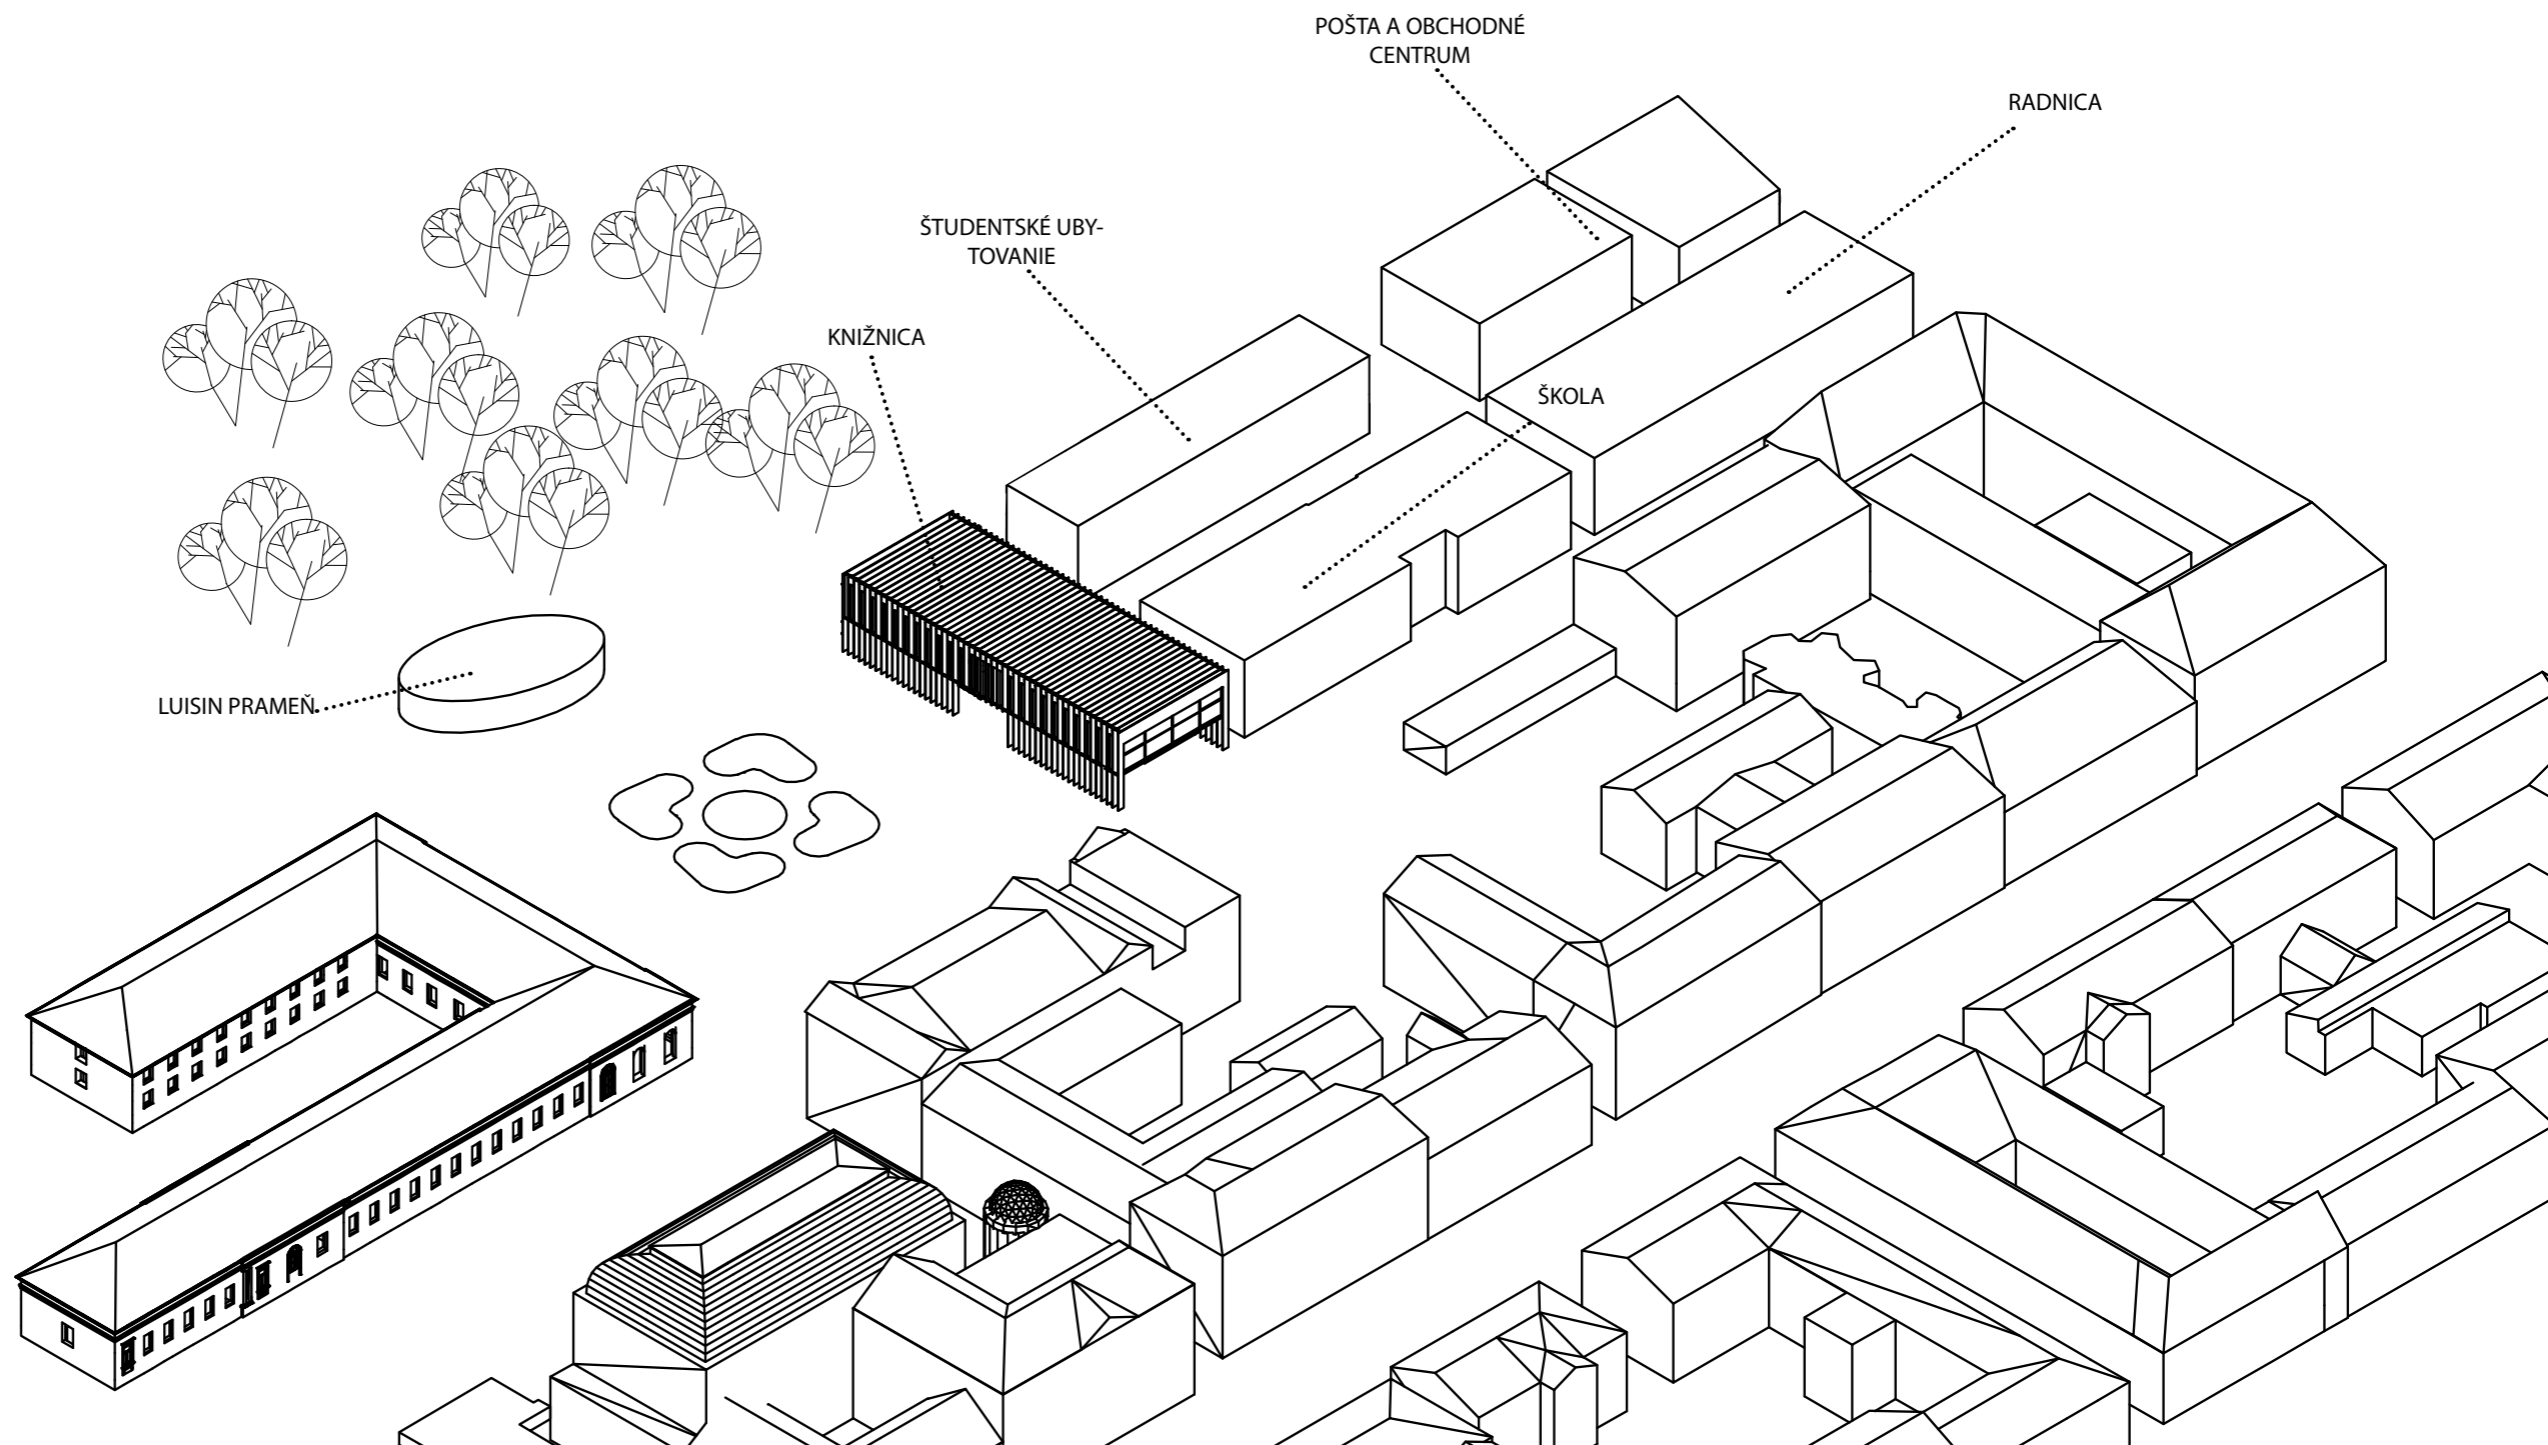 POŠTA A OBCHODNÉ
CENTRUM
RADNICA
ŠTUDENTSKÉ UBY-
TOVANIE
KNIŽNICA
ŠKOLA
LUISIN PRAMEŇ